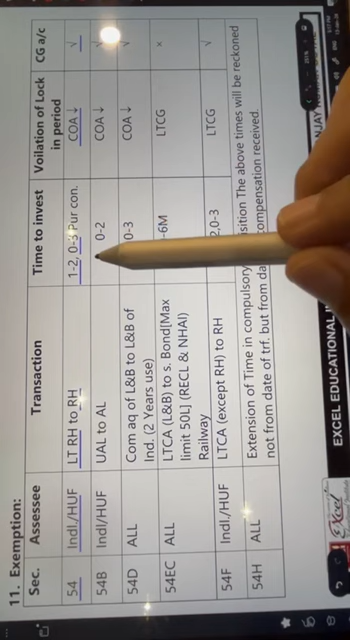 11. Exemption:
Sec. Assessee Transaction Time to Invest Voilation of Lock in period CG a/c
54 Indl./HUF LT RH to RH 1-2, 0-3 Pur con. COA ↓ √
54B Indl./HUF UAL to AL 0-2 COA ↓
54D ALL Com aq of L&B to L&B of Ind. (2 Years use) 0-3 COA ↓ √
54EC ALL LTCA (L&B) to s. Bond[Max limit 50L] (RECL & NHAI) Railway -6M LTCG ×
54F Indl/HUF LTCA (except RH) to RH 2,0-3 LTCG √
54H ALL Extension of Time in compulsory sition The above times will be reckoned
not from date of trf. but from da compensation received.
Excel
EXCEL EDUCATIONAL
NJAY